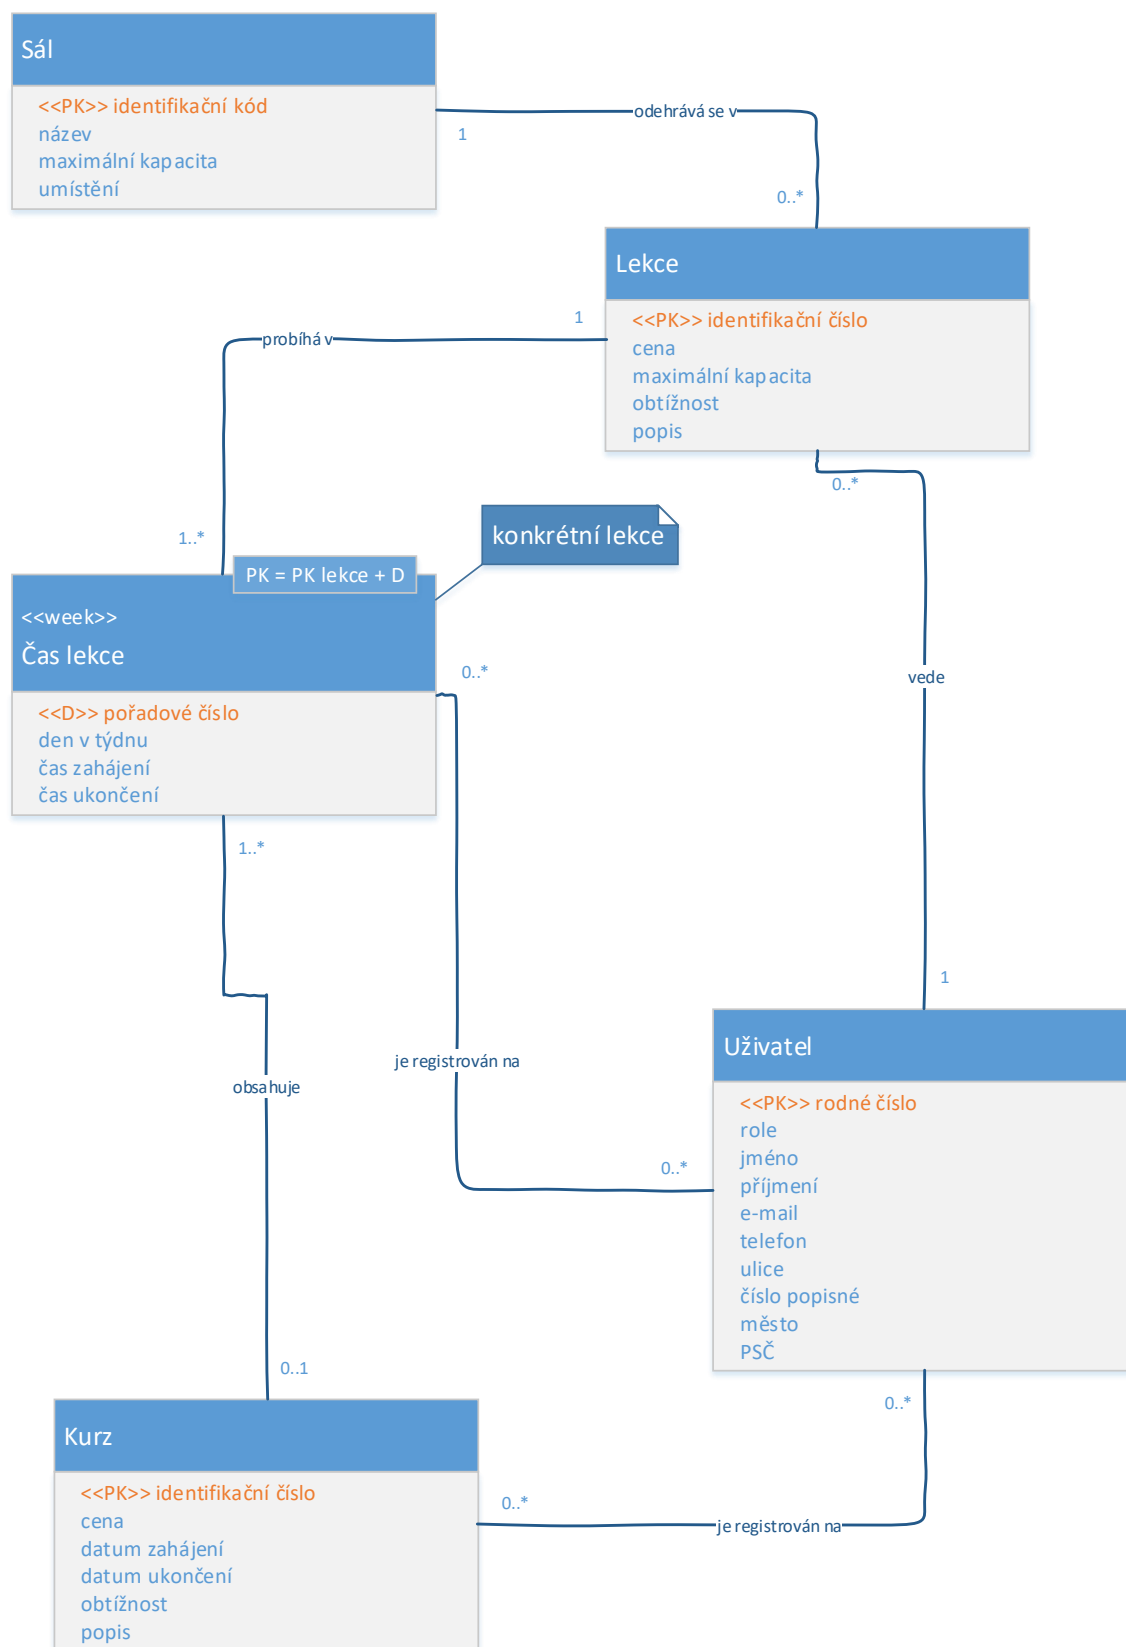 Sál
<<PK>> identifikační kód
název
maximální kapacita
umístění
odehrává se v
1
0..*
Lekce
<<PK>> identifikační číslo
cena
maximální kapacita
obtížnost
popis
1
probíhá v
1..*
0..*
konkrétní lekce
PK = PK lekce + D
<<week>>
Čas lekce
<<D>> pořadové číslo
den v týdnu
čas zahájení
čas ukončení
0..*
vede
1..*
1
Uživatel
<<PK>> rodné číslo
role
jméno
příjmení
e-mail
telefon
ulice
číslo popisné
město
PSČ
je registrován na
obsahuje
0..*
0..1
0..*
Kurz
<<PK>> identifikační číslo
cena
datum zahájení
datum ukončení
obtížnost
popis
0..*
je registrován na